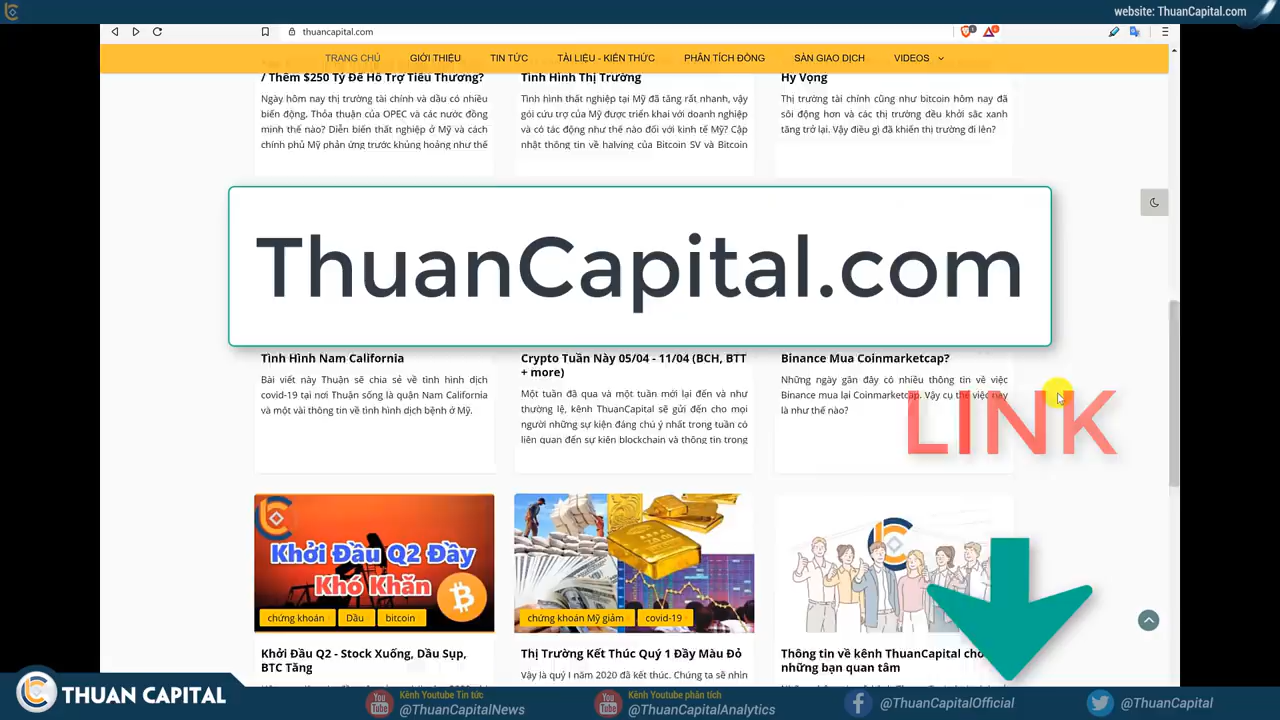 website: ThuanCapital.com
thuancapital.com
TRANG CHỦ GIỚI THIỆU TIN TỨC TÀI LIỆU - KIẾN THỨC PHÂN TÍCH ĐỒNG SÀN GIAO DỊCH VIDEOS
/ Thêm $250 Tỷ Để Hỗ Trợ Tiểu Thương?
Ngày hôm nay thị trường tài chính và dầu có nhiều
biến động. Thỏa thuận của OPEC và các nước đồng
minh thế nào? Diễn biến thất nghiệp tại Mỹ và cách
chính phủ Mỹ phản ứng trước khủng hoảng như thế
Tình Hình Thị Trường
Tình hình thất nghiệp tại Mỹ đã tăng rất nhanh, vậy
gói cứu trợ của Mỹ được triển khai với doanh nghiệp
và có tác động như thế nào đối với kinh tế Mỹ? Cập
nhật thông tin về halving của Bitcoin SV và Bitcoin
Hy Vọng
Thị trường tài chính cũng như bitcoin hôm nay đã
sôi động hơn và các thị trường đều khởi sắc xanh
tăng trở lại. Vậy điều gì đã khiến thị trường đi lên?
ThuanCapital.com
Tình Hình Nam California
Bài viết này Thuận sẽ chia sẻ về tình hình dịch
covid-19 tại nơi Thuận sống là quận Nam California
và một vài thông tin về tình hình dịch bệnh ở Mỹ.
Crypto Tuần Này 05/04 - 11/04 (BCH, BTT
+ more)
Một tuần đã qua và một tuần mới lại đến và như
thường lệ, kênh ThuanCapital sẽ gửi đến cho mọi
người những sự kiện đáng chú ý nhất trong tuần có
liên quan đến sự kiện blockchain và thông tin trong
Binance Mua Coinmarketcap?
Những ngày gần đây có nhiều thông tin về việc
Binance mua lại Coinmarketcap. Vậy cụ thể việc này
là như thế nào?
LINK
Khởi Đầu Q2 Đầy
Khó Khăn
chứng khoán Dầu bitcoin
Khởi Đầu Q2 - Stock Xuống, Dầu Sụp,
BTC Tăng
chứng khoán Mỹ giảm covid-19
Thị Trường Kết Thúc Quý 1 Đầy Màu Đỏ
Vậy là quý I năm 2020 đã kết thúc. Chúng ta sẽ nhìn
Thông tin về kênh ThuanCapital cho
những bạn quan tâm
THUAN CAPITAL
Kênh Youtube Tin tức
@ThuanCapitalNews
Kênh Youtube phân tích
@ThuanCapitalAnalytics
@ThuanCapitalOfficial
@ThuanCapital